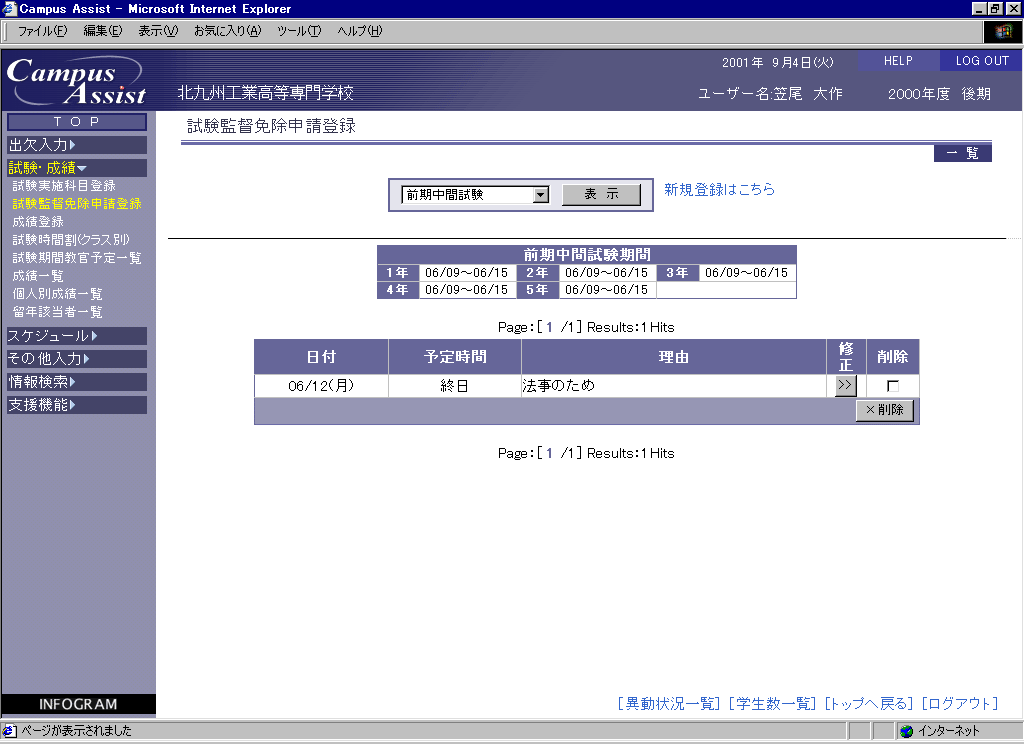 Campus Assist - Microsoft Internet Explorer
ファイル(F) 編集(E) 表示(V) お気に入り(A) ツール(T) ヘルプ(H)
Campus Assist
2001年 9月4日(火) HELP LOG OUT
北九州工業高等専門学校 ユーザー名:笠尾 大作 2000年度 後期
TOP
出欠入力
試験・成績
試験実施科目登録
試験監督免除申請登録
成績登録
試験時間割(クラス別)
試験期間教官予定一覧
成績一覧
個人別成績一覧
留年該当者一覧
スケジュール
その他入力
情報検索
支援機能
INFOGRAM
試験監督免除申請登録
一 覧
前期中間試験 表 示 新規登録はこちら
前期中間試験期間
1年 06/09～06/15 2年 06/09～06/15 3年 06/09～06/15
4年 06/09～06/15 5年 06/09～06/15
Page:[ 1 /1] Results:1Hits
日付 予定時間 理由 修正 削除
06/12(月) 終日 法事のため >>
×削除
Page:[ 1 /1] Results:1Hits
[異動状況一覧] [学生数一覧] [トップへ戻る] [ログアウト]
ページが表示されました インターネット